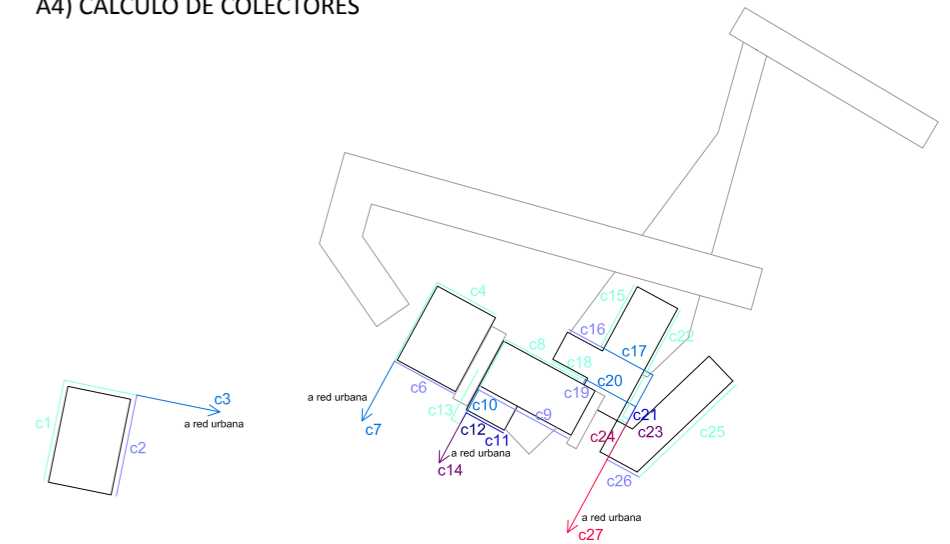 A4) CALCULO DE COLECTORES
c4
c15
c16
c8
c22
c17
c18
c20
c19
c6
a red urbana
c3
a red urbana
c1
c2
c13
c10
c9
c21
c7
c12
c11
c24
c23
c25
a red urbana
c14
c26
a red urbana
c27